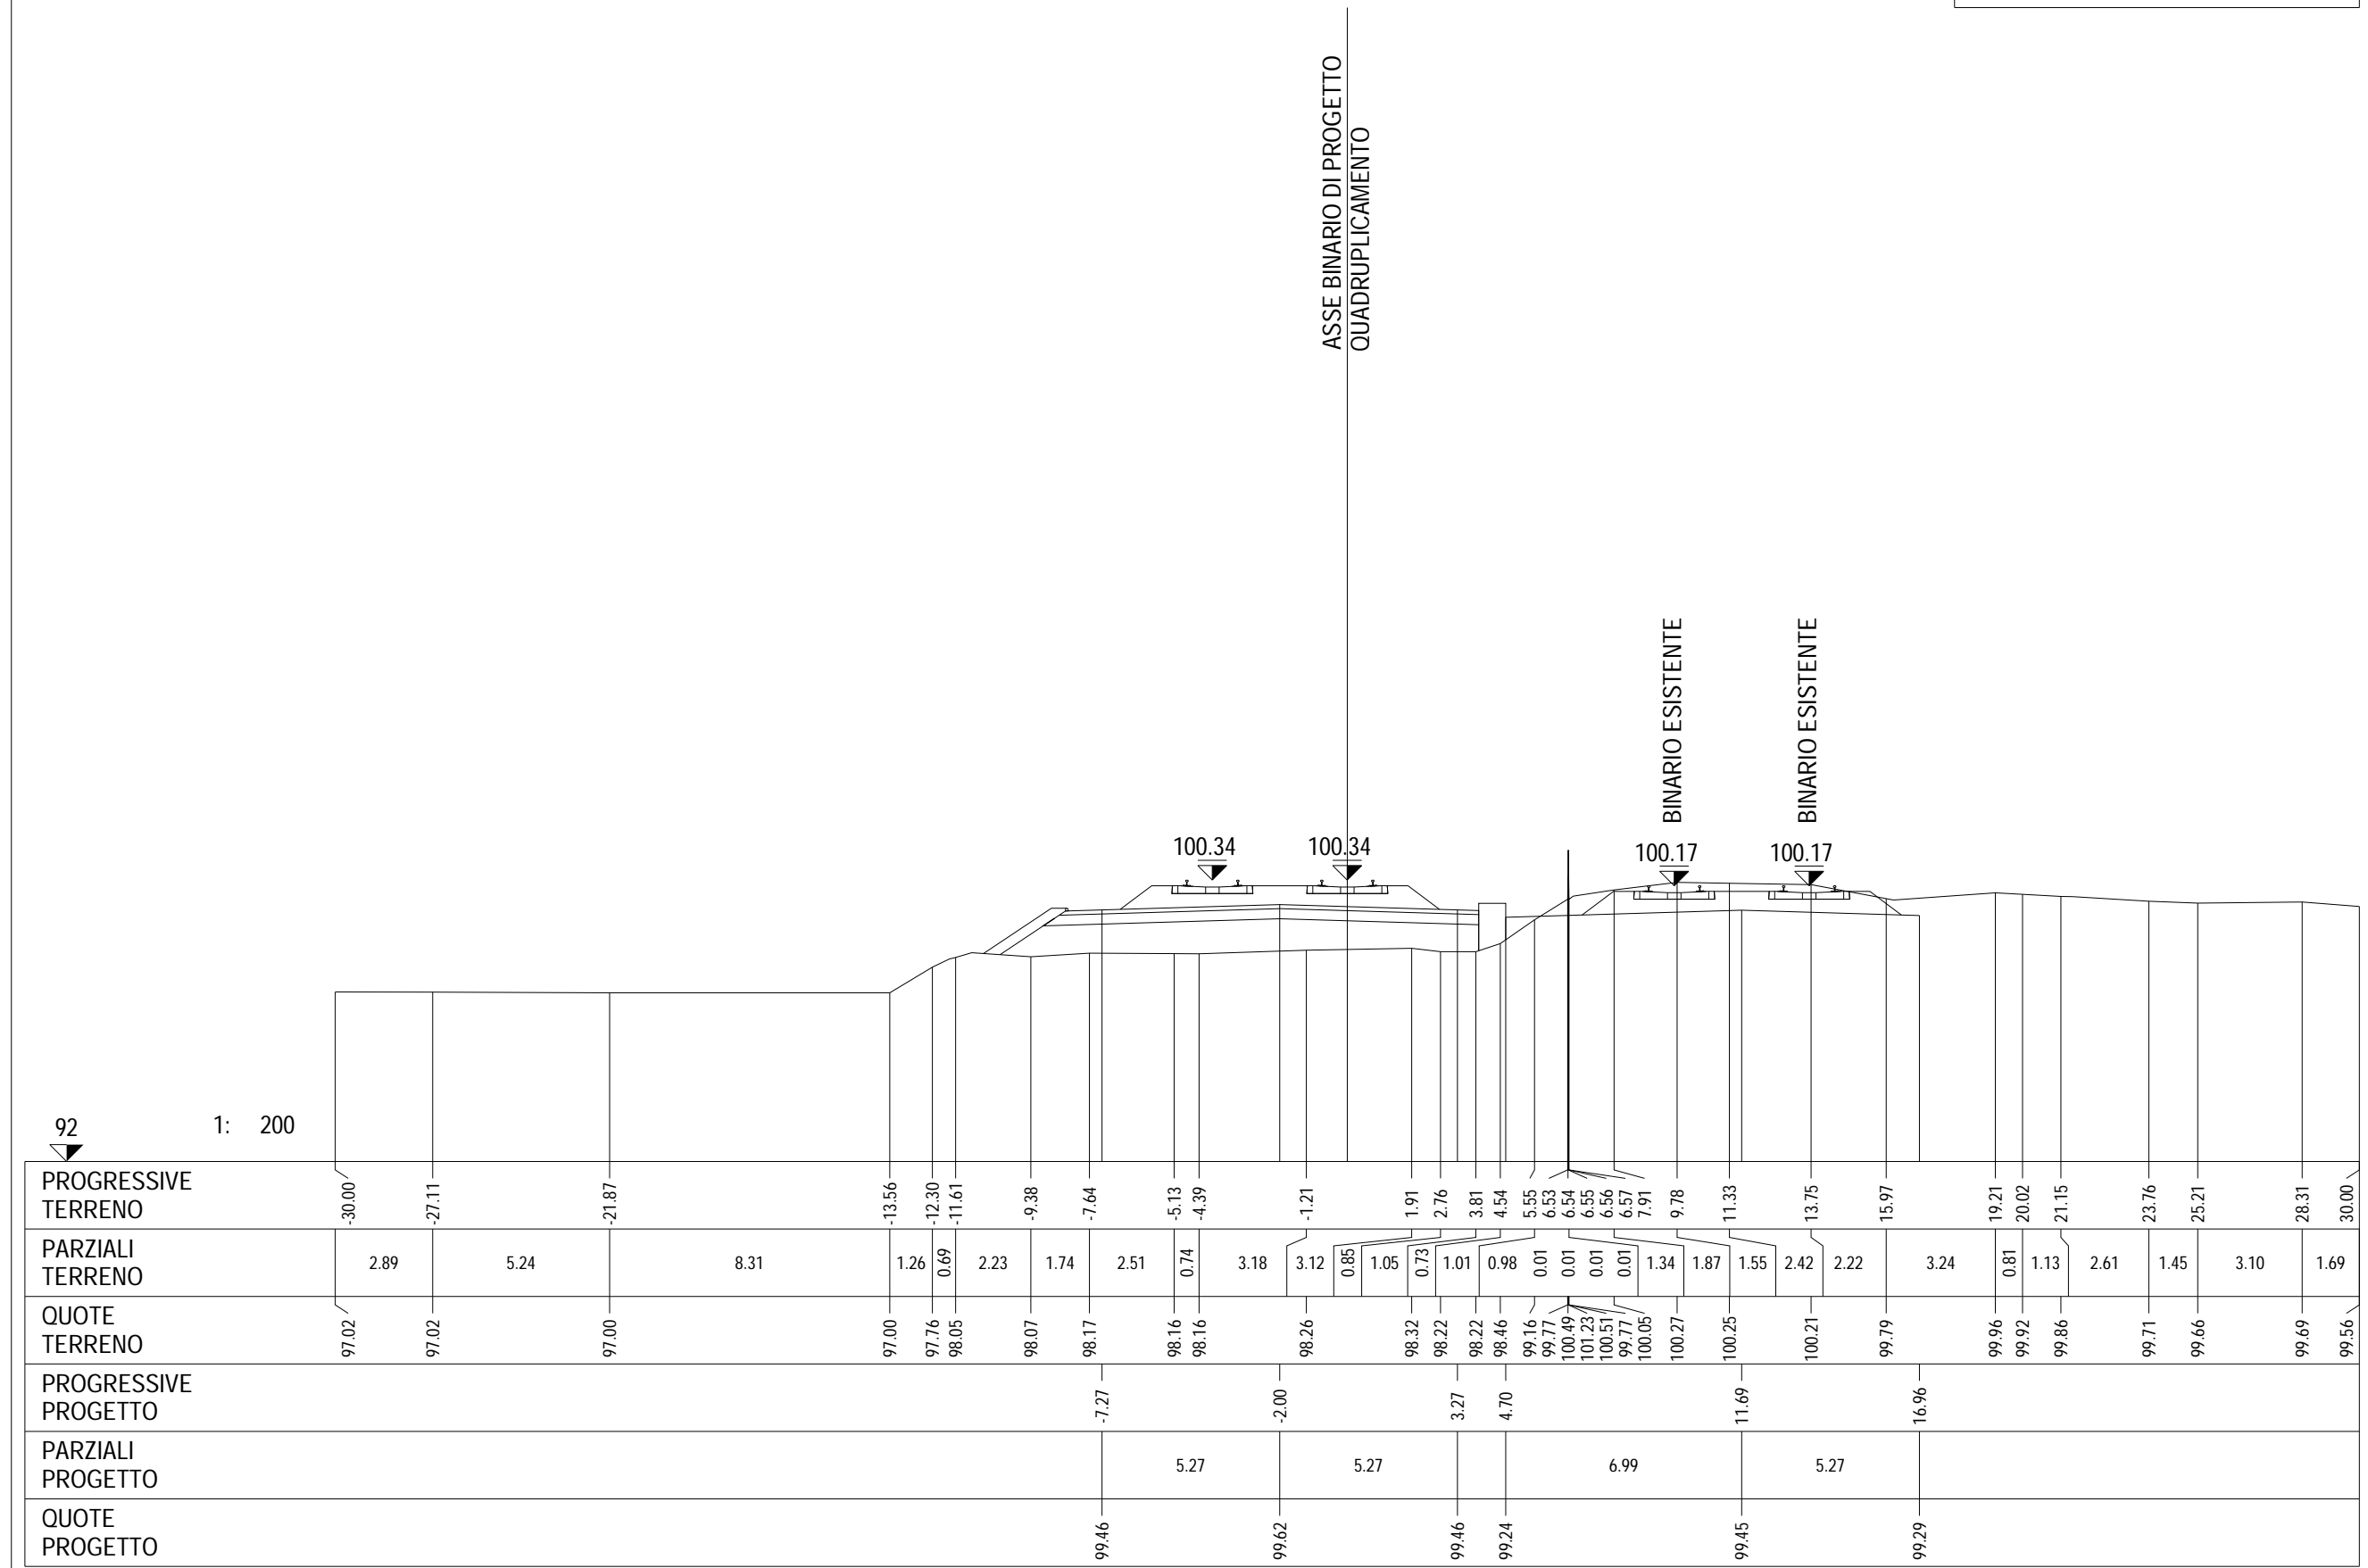 ASSE BINARIO DI PROGETTO
QUADRUPLICAMENTO
BINARIO ESISTENTE
BINARIO ESISTENTE
100.34
100.34
100.17
100.17
92
1: 200
PROGRESSIVE
TERRENO
-30.00 -27.11 -21.87 -13.56 -12.30 -11.61 -9.38 -7.64 -5.13 -4.39 -1.21 1.91 2.76 3.81 4.54 5.55 6.53 6.54 6.55 6.56 6.57 7.91 9.78 11.33 13.75 15.97 19.21 20.02 21.15 23.76 25.21 28.31 30.00
PARZIALI
TERRENO
2.89 5.24 8.31 1.26 0.69 2.23 1.74 2.51 0.74 3.18 3.12 0.85 1.05 0.73 1.01 0.98 0.01 0.01 0.01 0.01 1.34 1.87 1.55 2.42 2.22 3.24 0.81 1.13 2.61 1.45 3.10 1.69
QUOTE
TERRENO
97.02 97.02 97.00 97.00 97.76 98.05 98.07 98.17 98.16 98.16 98.26 98.32 98.22 98.22 98.46 99.16 99.77 100.49 101.23 100.51 99.77 100.05 100.27 100.25 100.21 99.79 99.96 99.92 99.86 99.71 99.66 99.69 99.56
PROGRESSIVE
PROGETTO
-7.27 -2.00 3.27 4.70 11.69 16.96
PARZIALI
PROGETTO
5.27 5.27 6.99 5.27
QUOTE
PROGETTO
99.46 99.62 99.46 99.24 99.45 99.29